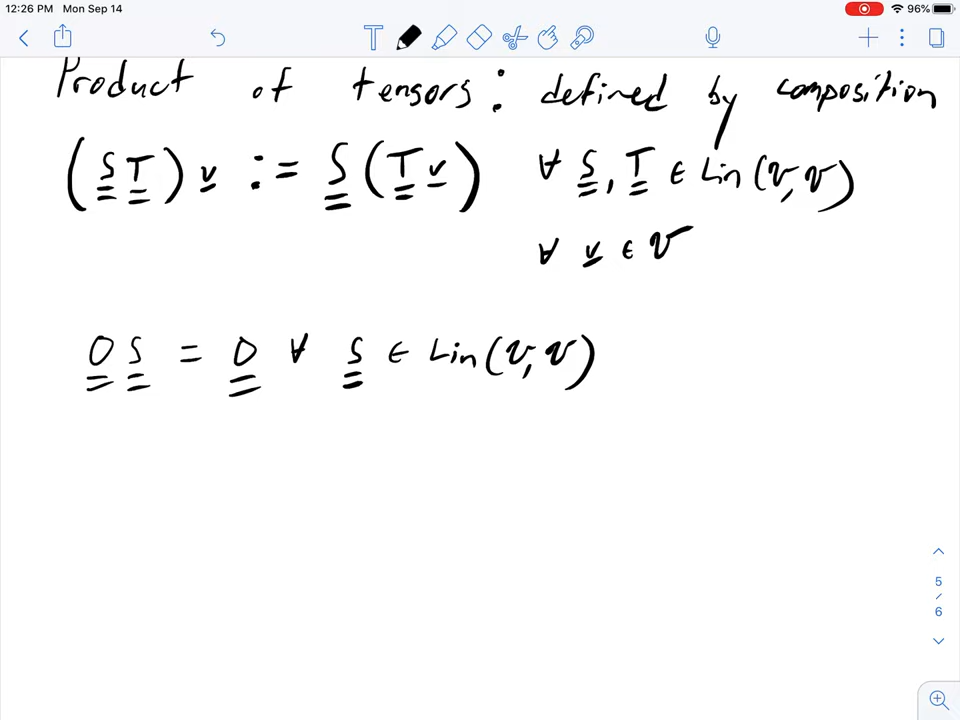 12:26 PM Mon Sep 14 96%
T
Product of tensors: defined by composition
(S̳ T̳) v̲ := S̳ (T̳ v̲) ∀ S̳, T̳ ∈ Lin(𝒱, 𝒱)
∀ v̲ ∈ 𝒱
0̳ S̳ = 0̳ ∀ S̳ ∈ Lin(𝒱, 𝒱)
5
/
6